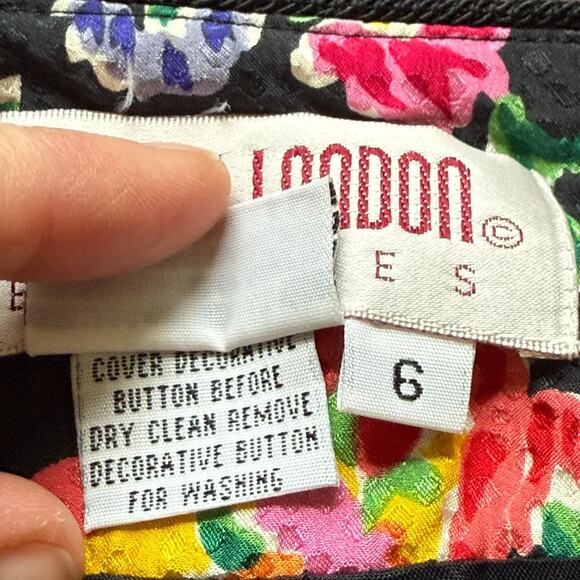 LONDON ©
E E S
COVER DECORATIVE
BUTTON BEFORE
DRY CLEAN REMOVE
DECORATIVE BUTTON
FOR WASHING
6